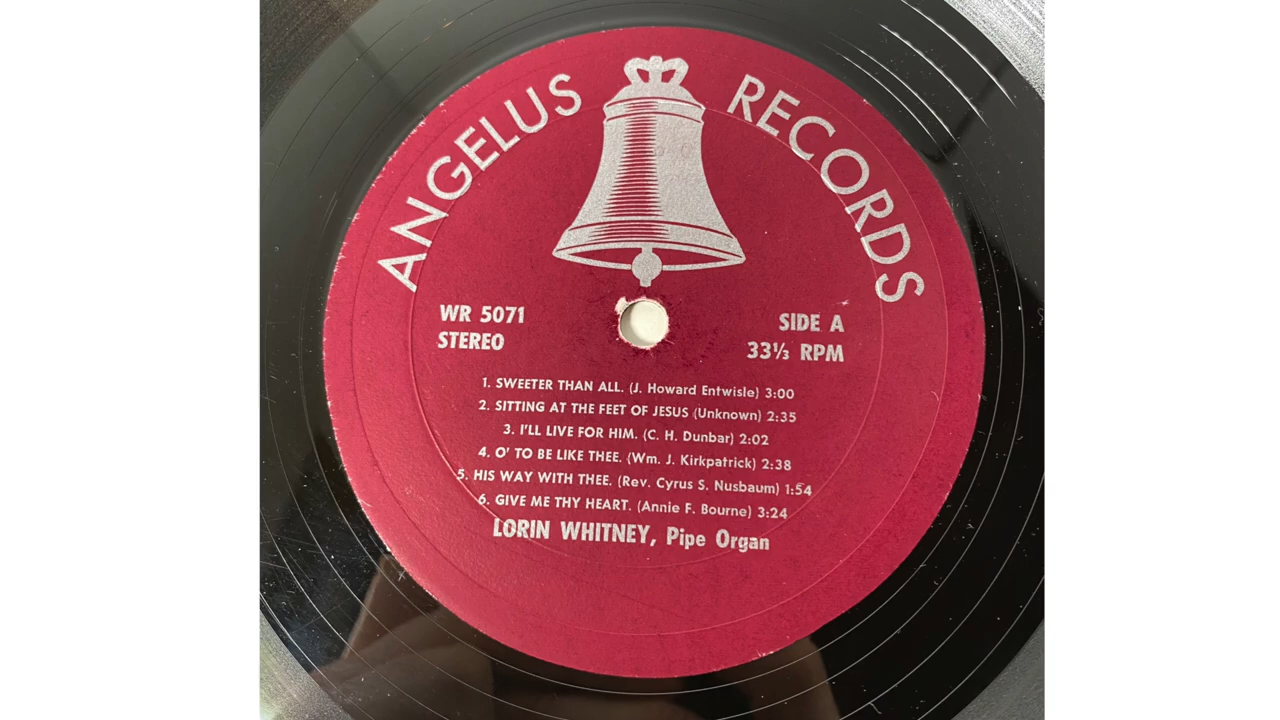 ANGELUS RECORDS
WR 5071
STEREO
SIDE A
33⅓ RPM
1. SWEETER THAN ALL. (J. Howard Entwisle) 3:00
2. SITTING AT THE FEET OF JESUS (Unknown) 2:35
3. I'LL LIVE FOR HIM. (C. H. Dunbar) 2:02
4. O' TO BE LIKE THEE. (Wm. J. Kirkpatrick) 2:38
5. HIS WAY WITH THEE. (Rev. Cyrus S. Nusbaum) 1:54
6. GIVE ME THY HEART. (Annie F. Bourne) 3:24
LORIN WHITNEY, Pipe Organ